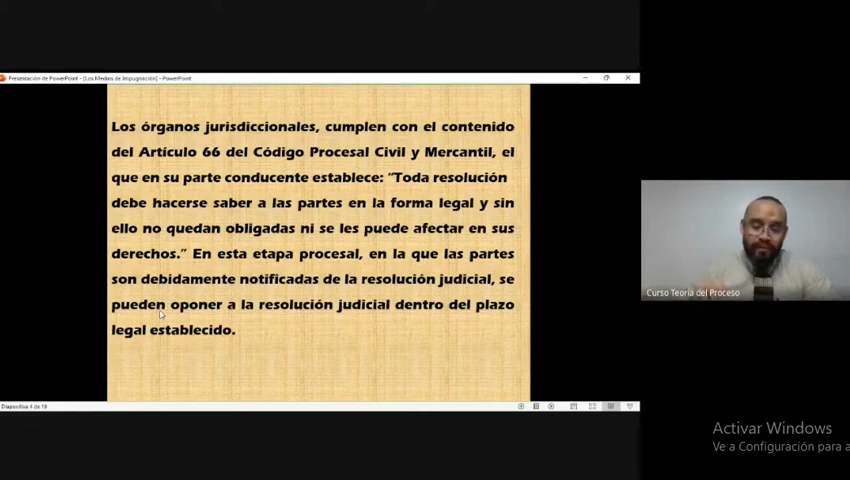 Presentación de PowerPoint - [Los Medios de Impugnación] - PowerPoint
Los órganos jurisdiccionales, cumplen con el contenido
del Artículo 66 del Código Procesal Civil y Mercantil, el
que en su parte conducente establece: “Toda resolución
debe hacerse saber a las partes en la forma legal y sin
ello no quedan obligadas ni se les puede afectar en sus
derechos.” En esta etapa procesal, en la que las partes
son debidamente notificadas de la resolución judicial, se
pueden oponer a la resolución judicial dentro del plazo
legal establecido.
Curso Teoría del Proceso
Diapositiva 4 de 19
Activar Windows
Ve a Configuración para a